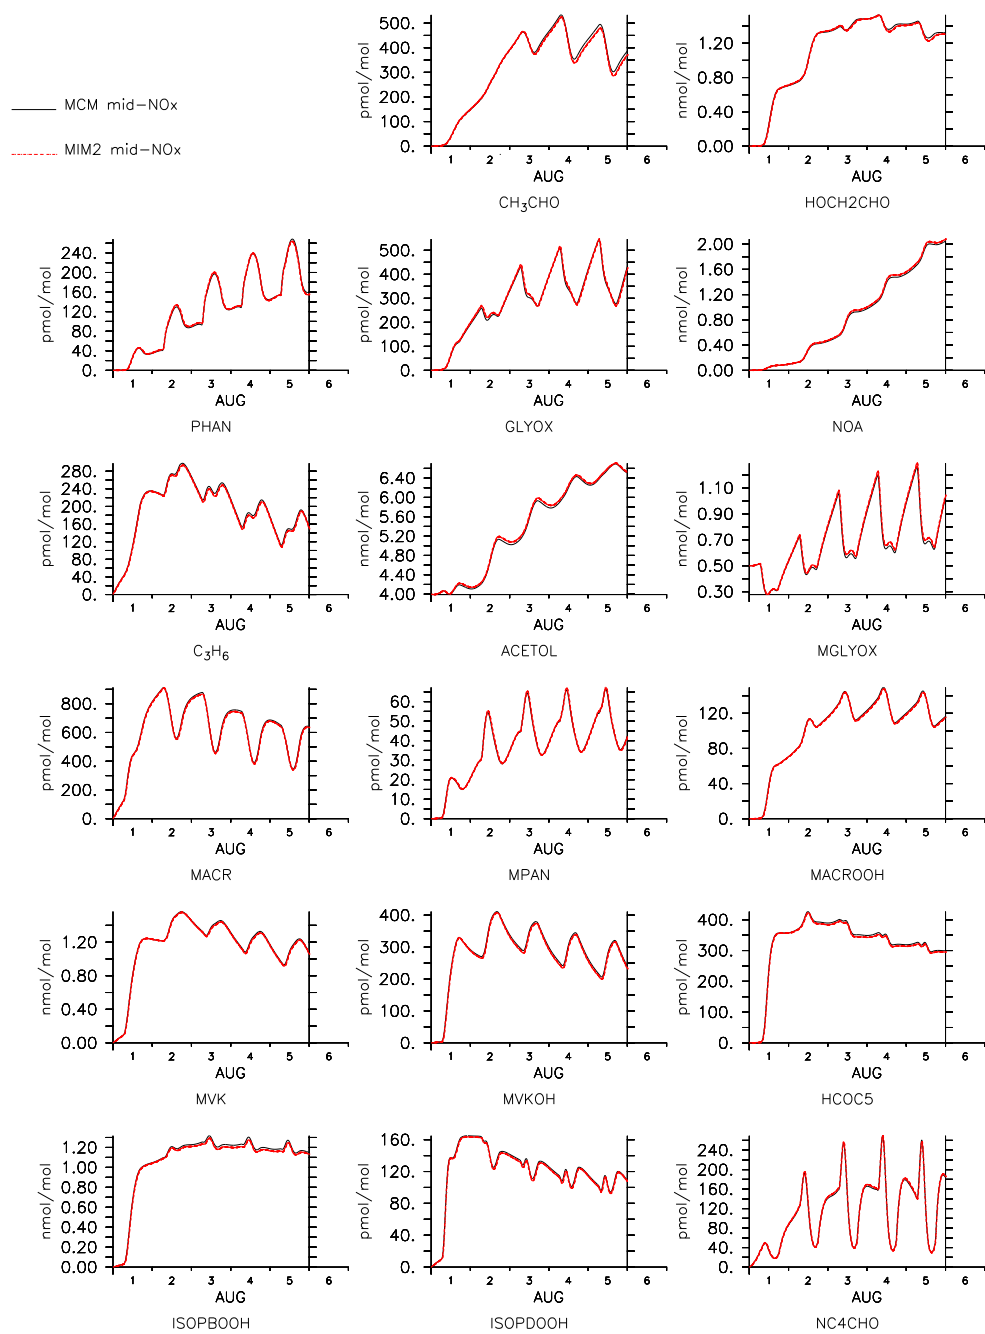 MCM mid-NOx
MIM2 mid-NOx
pmol/mol
500.
400.
300.
200.
100.
0.
1 2 3 4 5 6
AUG
CH3CHO
nmol/mol
1.20
0.80
0.40
0.00
1 2 3 4 5 6
AUG
HOCH2CHO
pmol/mol
240.
200.
160.
120.
80.
40.
0.
1 2 3 4 5 6
AUG
PHAN
pmol/mol
500.
400.
300.
200.
100.
0.
1 2 3 4 5 6
AUG
GLYOX
nmol/mol
2.00
1.60
1.20
0.80
0.40
0.00
1 2 3 4 5 6
AUG
NOA
pmol/mol
280.
240.
200.
160.
120.
80.
40.
0.
1 2 3 4 5 6
AUG
C3H6
nmol/mol
6.40
6.00
5.60
5.20
4.80
4.40
4.00
1 2 3 4 5 6
AUG
ACETOL
nmol/mol
1.10
0.90
0.70
0.50
0.30
1 2 3 4 5 6
AUG
MGLYOX
pmol/mol
800.
600.
400.
200.
0.
1 2 3 4 5 6
AUG
MACR
pmol/mol
60.
50.
40.
30.
20.
10.
0.
1 2 3 4 5 6
AUG
MPAN
pmol/mol
120.
80.
40.
0.
1 2 3 4 5 6
AUG
MACROOH
nmol/mol
1.20
0.80
0.40
0.00
1 2 3 4 5 6
AUG
MVK
pmol/mol
400.
300.
200.
100.
0.
1 2 3 4 5 6
AUG
MVKOH
pmol/mol
400.
300.
200.
100.
0.
1 2 3 4 5 6
AUG
HCOC5
nmol/mol
1.20
1.00
0.80
0.60
0.40
0.20
0.00
1 2 3 4 5 6
AUG
ISOPBOOH
pmol/mol
160.
120.
80.
40.
0.
1 2 3 4 5 6
AUG
ISOPDOOH
pmol/mol
240.
200.
160.
120.
80.
40.
0.
1 2 3 4 5 6
AUG
NC4CHO